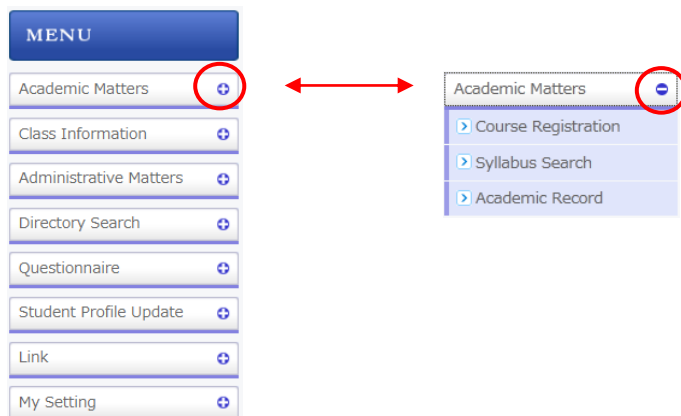 MENU
Academic Matters
Class Information
Administrative Matters
Directory Search
Questionnaire
Student Profile Update
Link
My Setting
Academic Matters
Course Registration
Syllabus Search
Academic Record